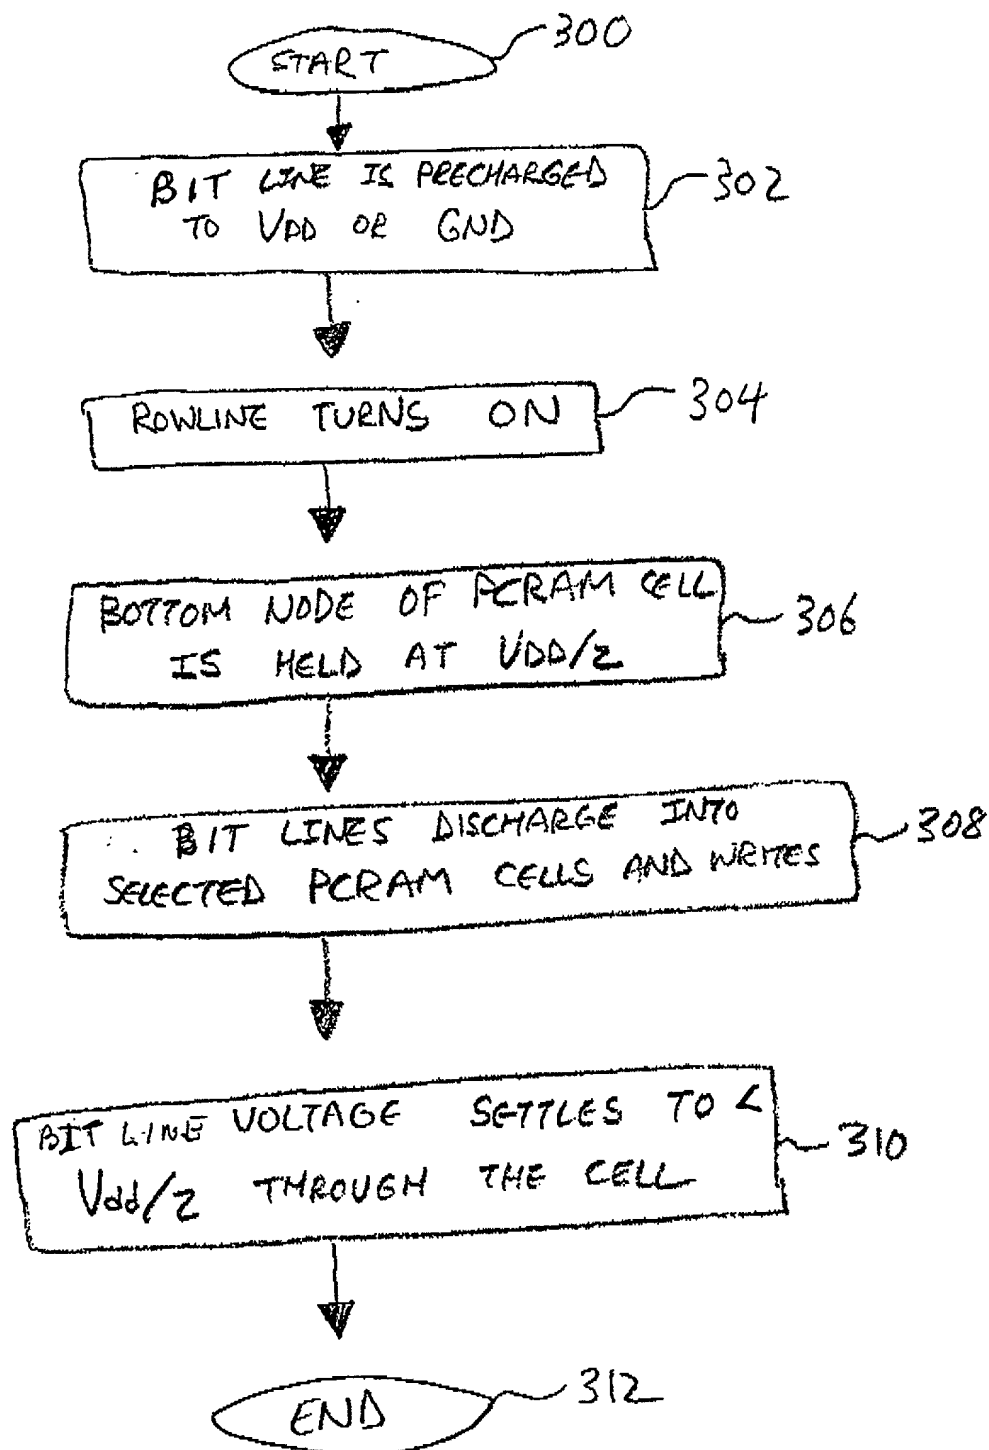 START
300
BIT LINE IS PRECHARGED
TO VDD OR GND
302
ROWLINE TURNS ON
304
BOTTOM NODE OF PCRAM CELL
IS HELD AT VDD/2
306
BIT LINES DISCHARGE INTO
SELECTED PCRAM CELLS AND WRITES
308
BIT LINE VOLTAGE SETTLES TO <
Vdd/2 THROUGH THE CELL
310
END
312